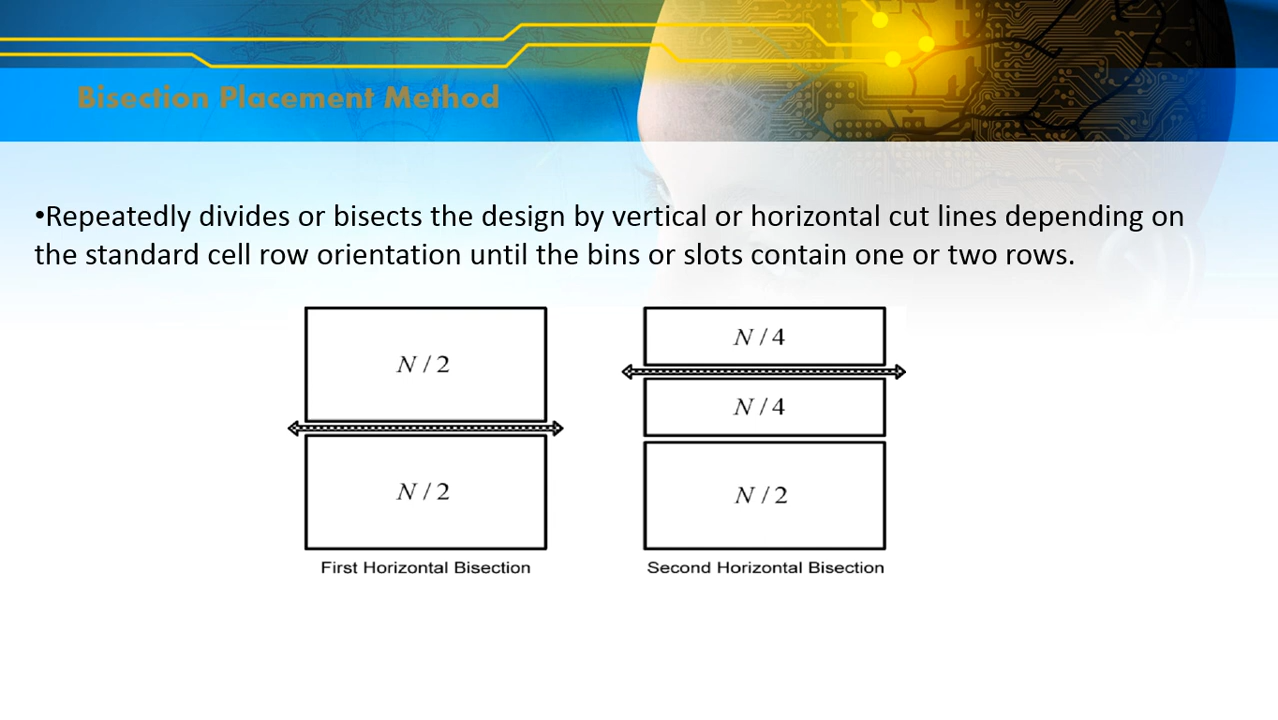 Bisection Placement Method
•Repeatedly divides or bisects the design by vertical or horizontal cut lines depending on
the standard cell row orientation until the bins or slots contain one or two rows.
N / 2
N / 2
First Horizontal Bisection
N / 4
N / 4
N / 2
Second Horizontal Bisection